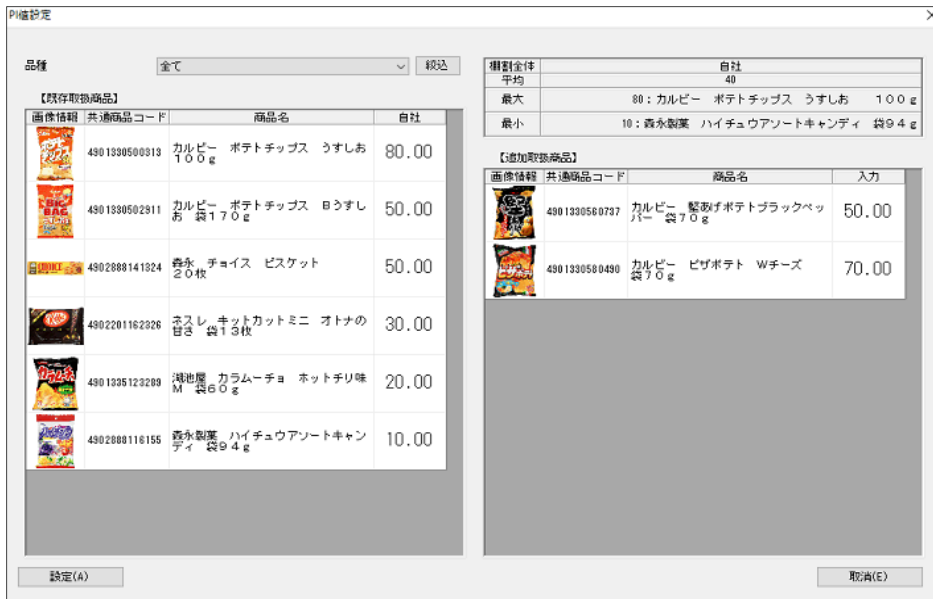 PI値設定
品種 全て 絞込
棚割全体 自社
平均 40
最大 80：カルビー　ポテトチップス　うすしお　　１００ｇ
最小 10：森永製菓　ハイチュウアソートキャンディ　袋９４ｇ
【既存取扱商品】
画像情報 共通商品コード 商品名 自社
4901330500313 カルビー　ポテトチップス　うすしお 80.00
１００ｇ
4901330502911 カルビー　ポテトチップス　Ｂうすし 50.00
お　袋１７０ｇ
BIG
BAG
4902888141324 森永　チョイス　ビスケット 50.00
２０枚
CHOICE
4902201162326 ネスレ　キットカットミニ　オトナの 30.00
甘さ　袋１３枚
4901335123289 湖池屋　カラムーチョ　ホットチリ味 20.00
Ｍ　袋６０ｇ
4902888116155 森永製菓　ハイチュウアソートキャン 10.00
ディ　袋９４ｇ
【追加取扱商品】
画像情報 共通商品コード 商品名 入力
4901330560737 カルビー　堅あげポテトブラックペッ 50.00
パー　袋７０ｇ
4901330580490 カルビー　ピザポテト　Ｗチーズ 70.00
袋７０ｇ
設定(A)
取消(E)